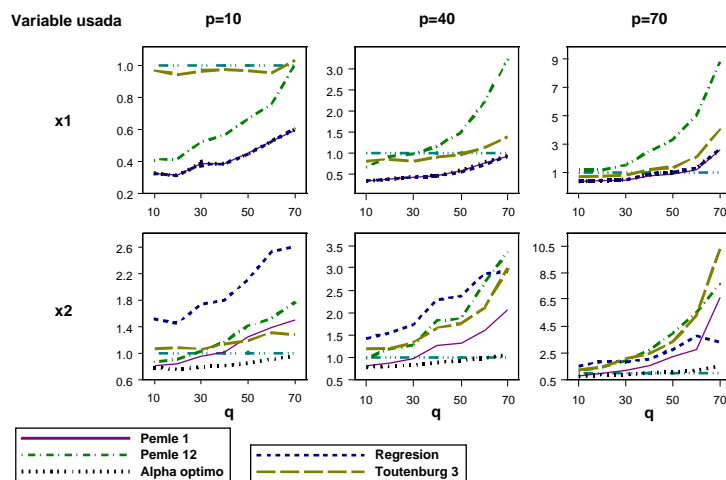 Variable usada p=10 p=40 p=70
x1
1.0
0.8
0.6
0.4
0.2
10 30 50 70
3.0
2.5
2.0
1.5
1.0
0.5
10 30 50 70
9
7
5
3
1
10 30 50 70
x2
2.6
2.2
1.8
1.4
1.0
0.6
10 30 50 70
q
3.5
3.0
2.5
2.0
1.5
1.0
0.5
10 30 50 70
q
10.5
8.5
6.5
4.5
2.5
0.5
10 30 50 70
q
Pemle 1
Pemle 12
Alpha optimo
Regresion
Toutenburg 3